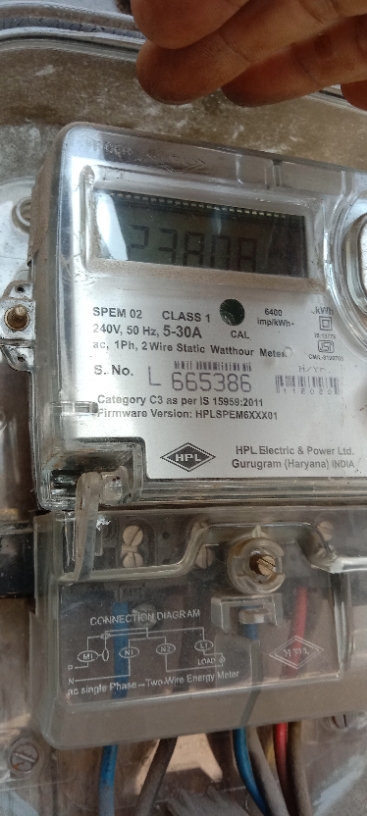 SPEM 02 CLASS 1
6400 imp/kWh
kWh
240V, 50 Hz, 5-30A
CAL
ac, 1Ph, 2 Wire Static Watthour Meter
S. No. L 665386
Category C3 as per IS 15959:2011
Firmware Version: HPLSPEM6XXX01
HPL
HPL Electric & Power Ltd.
Gurugram (Haryana) INDIA
CONNECTION DIAGRAM
M1 N1 N L1
LOAD
P
N
ac single Phase - Two-Wire Energy Meter